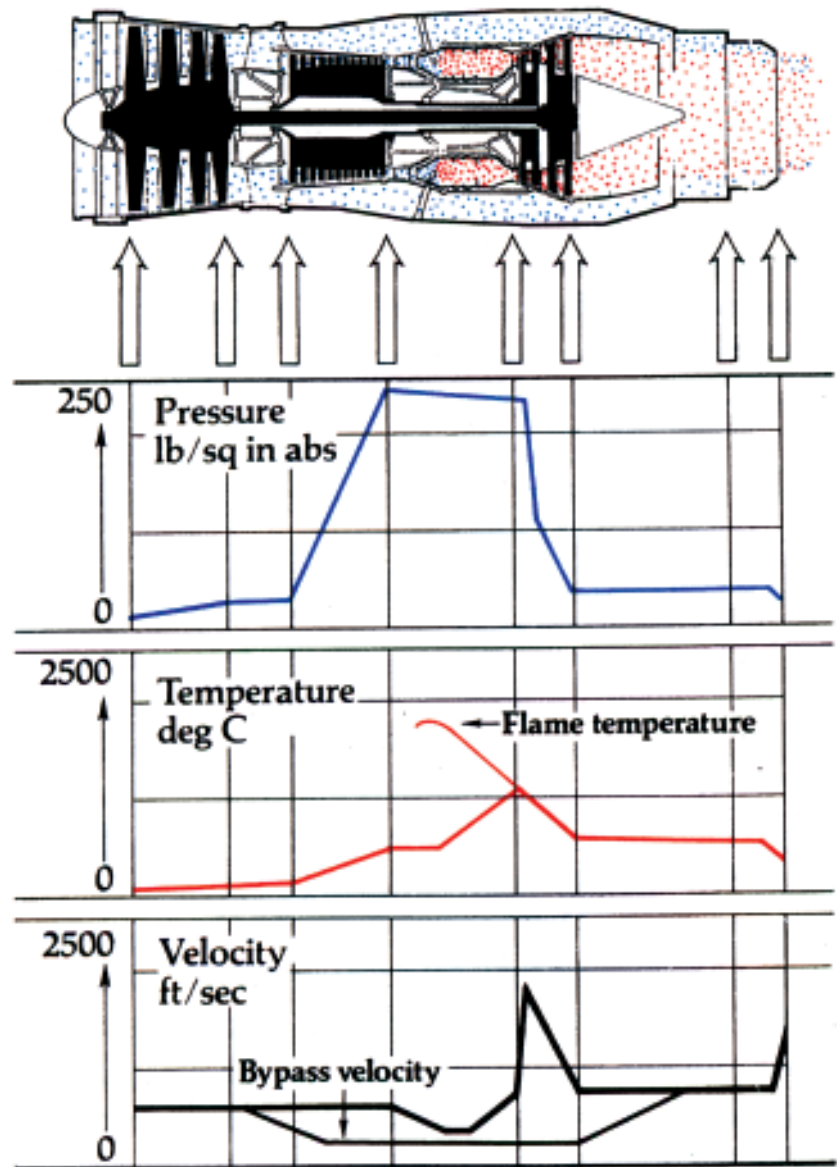 250
Pressure
lb/sq in abs
0
2500
Temperature
deg C
Flame temperature
0
2500
Velocity
ft/sec
Bypass velocity
0